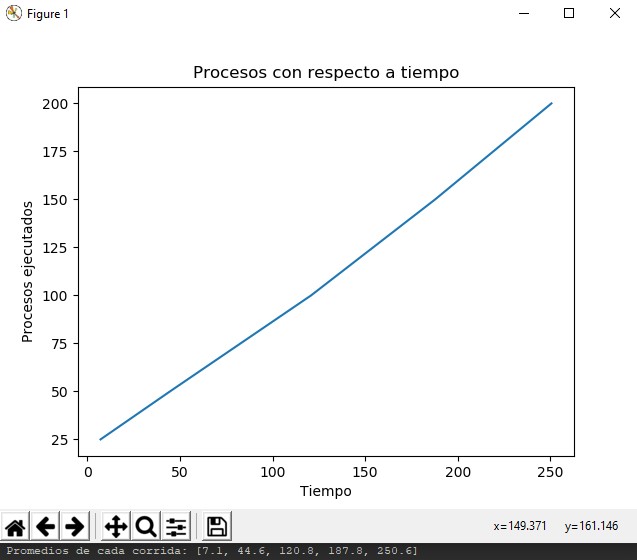 Figure 1
Procesos con respecto a tiempo
Procesos ejecutados
200
175
150
125
100
75
50
25
0 50 100 150 200 250
Tiempo
x=149.371 y=161.146
Promedios de cada corrida: [7.1, 44.6, 120.8, 187.8, 250.6]